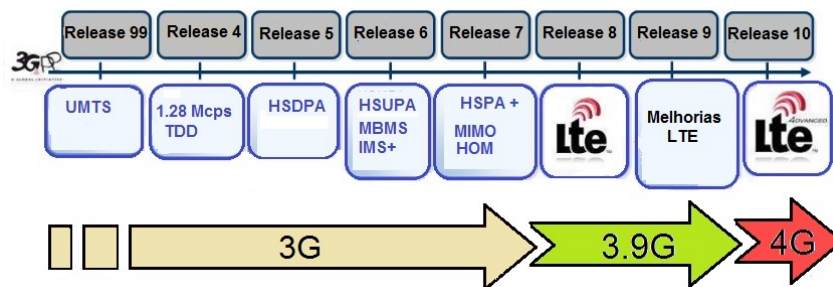 Release 99
Release 4
Release 5
Release 6
Release 7
Release 8
Release 9
Release 10
3GPP
A GLOBAL INITIATIVE
UMTS
1.28 Mcps
TDD
HSDPA
HSUPA
MBMS
IMS+
HSPA +
MIMO
HOM
Lte
Melhorias
LTE
Lte
ADVANCED
3G
3.9G
4G